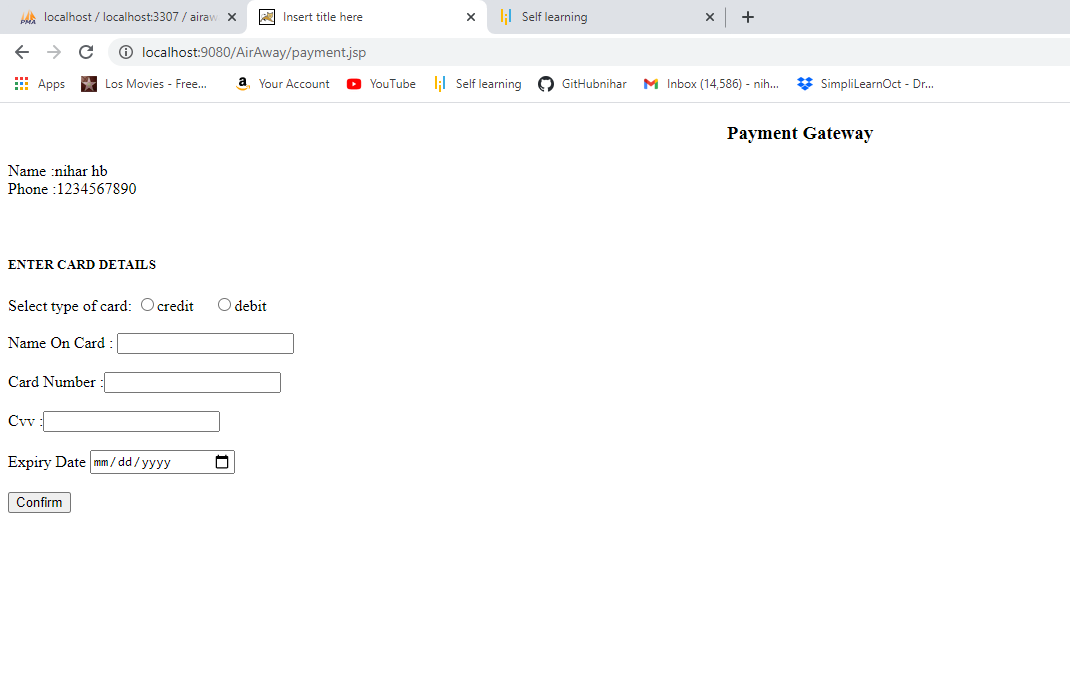 PMA localhost / localhost:3307 / airaw
Insert title here
Self learning
localhost:9080/AirAway/payment.jsp
Apps
Los Movies - Free...
Your Account
YouTube
Self learning
GitHubnihar
Inbox (14,586) - nih...
SimpliLearnOct - Dr...
Payment Gateway
Name :nihar hb
Phone :1234567890
ENTER CARD DETAILS
Select type of card: credit debit
Name On Card :
Card Number :
Cvv :
Expiry Date mm/dd/yyyy
Confirm